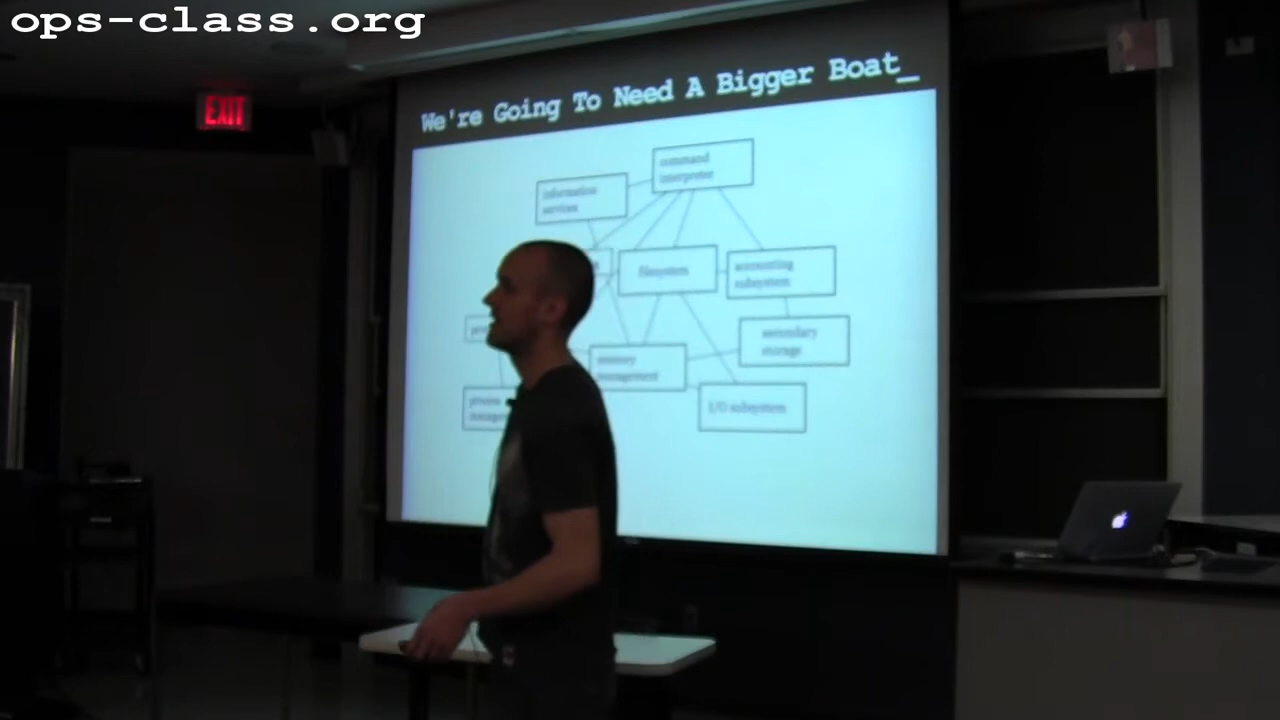 ops-class.org
EXIT
We're Going To Need A Bigger Boat_
command
interpreter
information
services
filesystem
accounting
subsystem
secondary
storage
memory
management
I/O subsystem
process